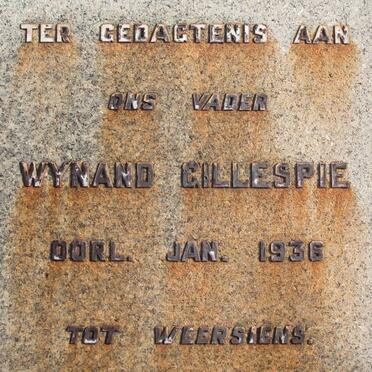 TER GEDAGTENIS AAN
ONS VADER
WYNAND GILLESPIE
OORL. JAN. 1936
TOT WEERSIENS.